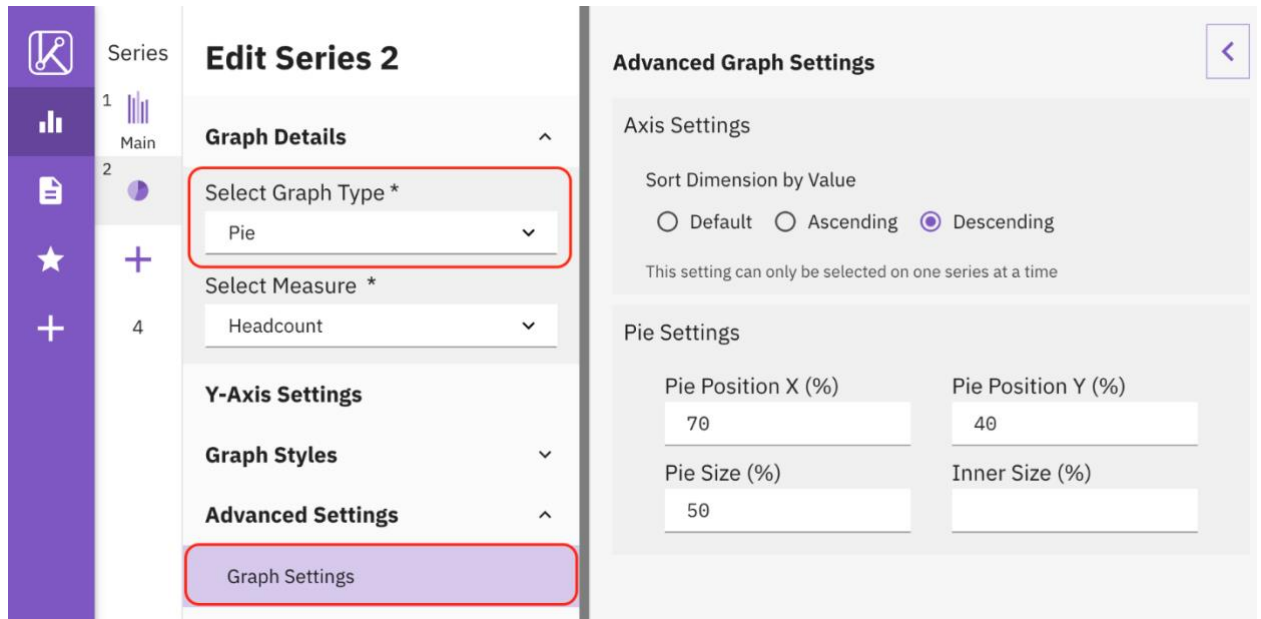 Series
1
Main
2
4
Edit Series 2
Graph Details
Select Graph Type *
Pie
Select Measure *
Headcount
Y-Axis Settings
Graph Styles
Advanced Settings
Graph Settings
Advanced Graph Settings
Axis Settings
Sort Dimension by Value
Default Ascending Descending
This setting can only be selected on one series at a time
Pie Settings
Pie Position X (%) Pie Position Y (%)
70 40
Pie Size (%) Inner Size (%)
50